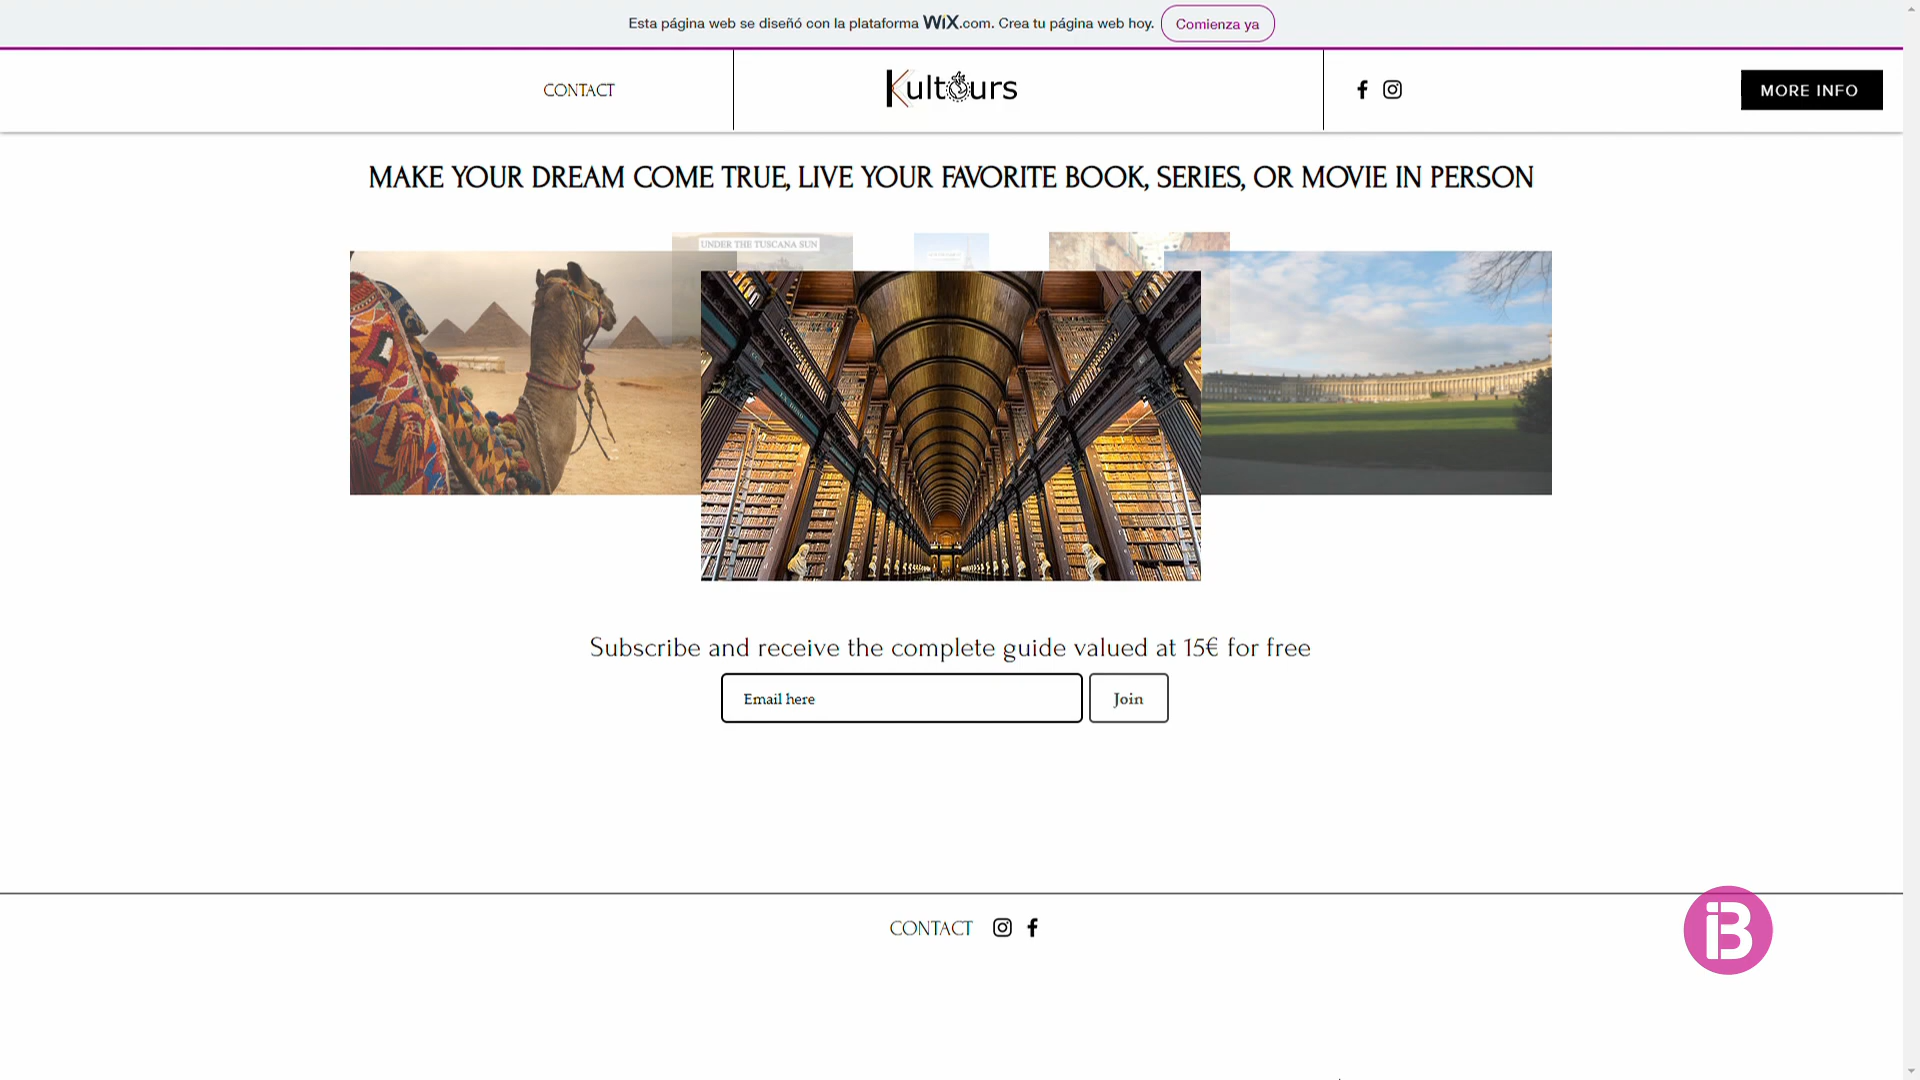 Esta página web se diseñó con la plataforma WiX.com. Crea tu página web hoy. Comienza ya
CONTACT
Kultours
MORE INFO
MAKE YOUR DREAM COME TRUE, LIVE YOUR FAVORITE BOOK, SERIES, OR MOVIE IN PERSON
UNDER THE TUSCANA SUN
Subscribe and receive the complete guide valued at 15€ for free
Email here
Join
CONTACT
iB